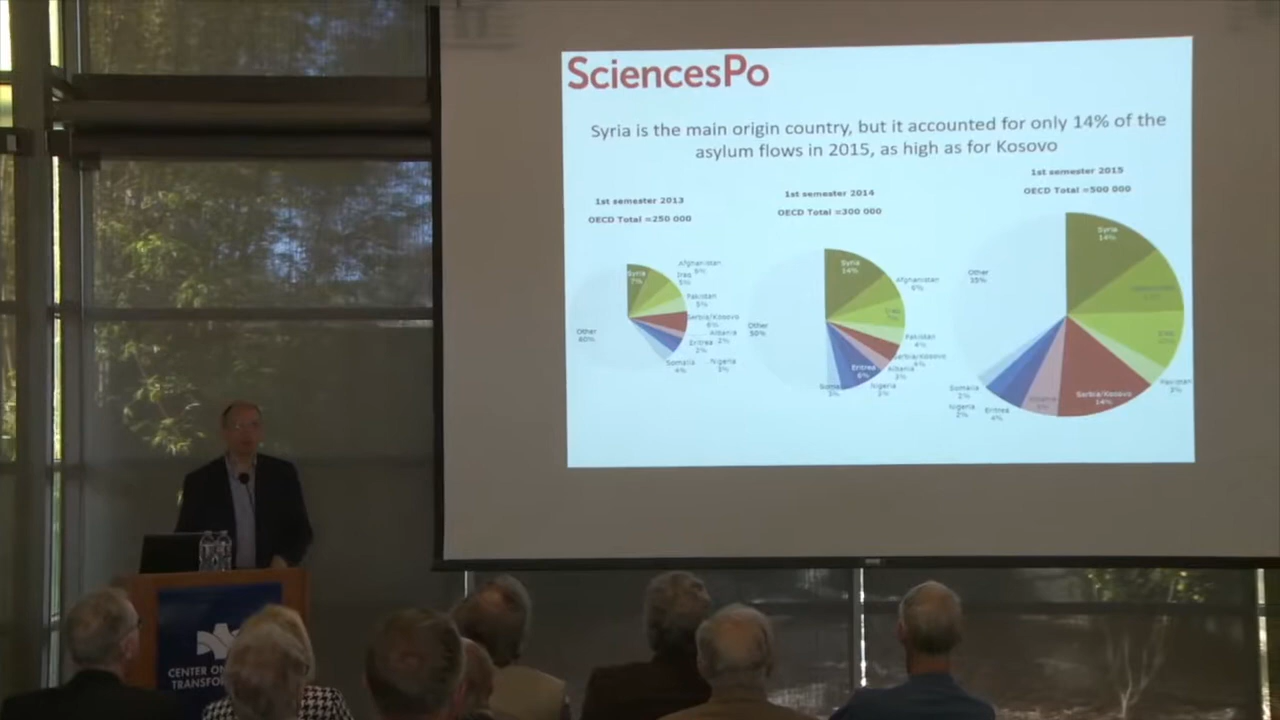 SciencesPo
Syria is the main origin country, but it accounted for only 14% of the
asylum flows in 2015, as high as for Kosovo
1st semester 2013
OECD Total =250 000
Syria
7%
Afghanistan
6%
Iraq
5%
Pakistan
5%
Serbia/Kosovo
6%
Albania
2%
Eritrea
2%
Nigeria
3%
Somalia
4%
Other
60%
1st semester 2014
OECD Total =300 000
Syria
14%
Afghanistan
6%
Pakistan
4%
Serbia/Kosovo
Albania
3%
Nigeria
Eritrea
Other
50%
1st semester 2015
OECD Total =500 000
Syria
14%
Iraq
Pakistan
3%
Serbia/Kosovo
14%
Eritrea
4%
Nigeria
2%
Somalia
2%
Other
35%
CENTER ON
TRANSFO